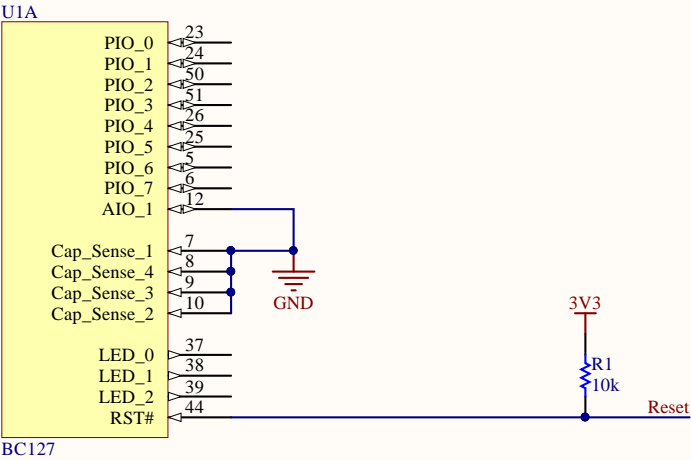 U1A
PIO_0 23
PIO_1 24
PIO_2 50
PIO_3 51
PIO_4 26
PIO_5 25
PIO_6 5
PIO_7 6
AIO_1 12
Cap_Sense_1 7
Cap_Sense_4 8
Cap_Sense_3 9
Cap_Sense_2 10
GND
3V3
LED_0 37
LED_1 38
R1
LED_2 39
10k
RST# 44
Reset
BC127